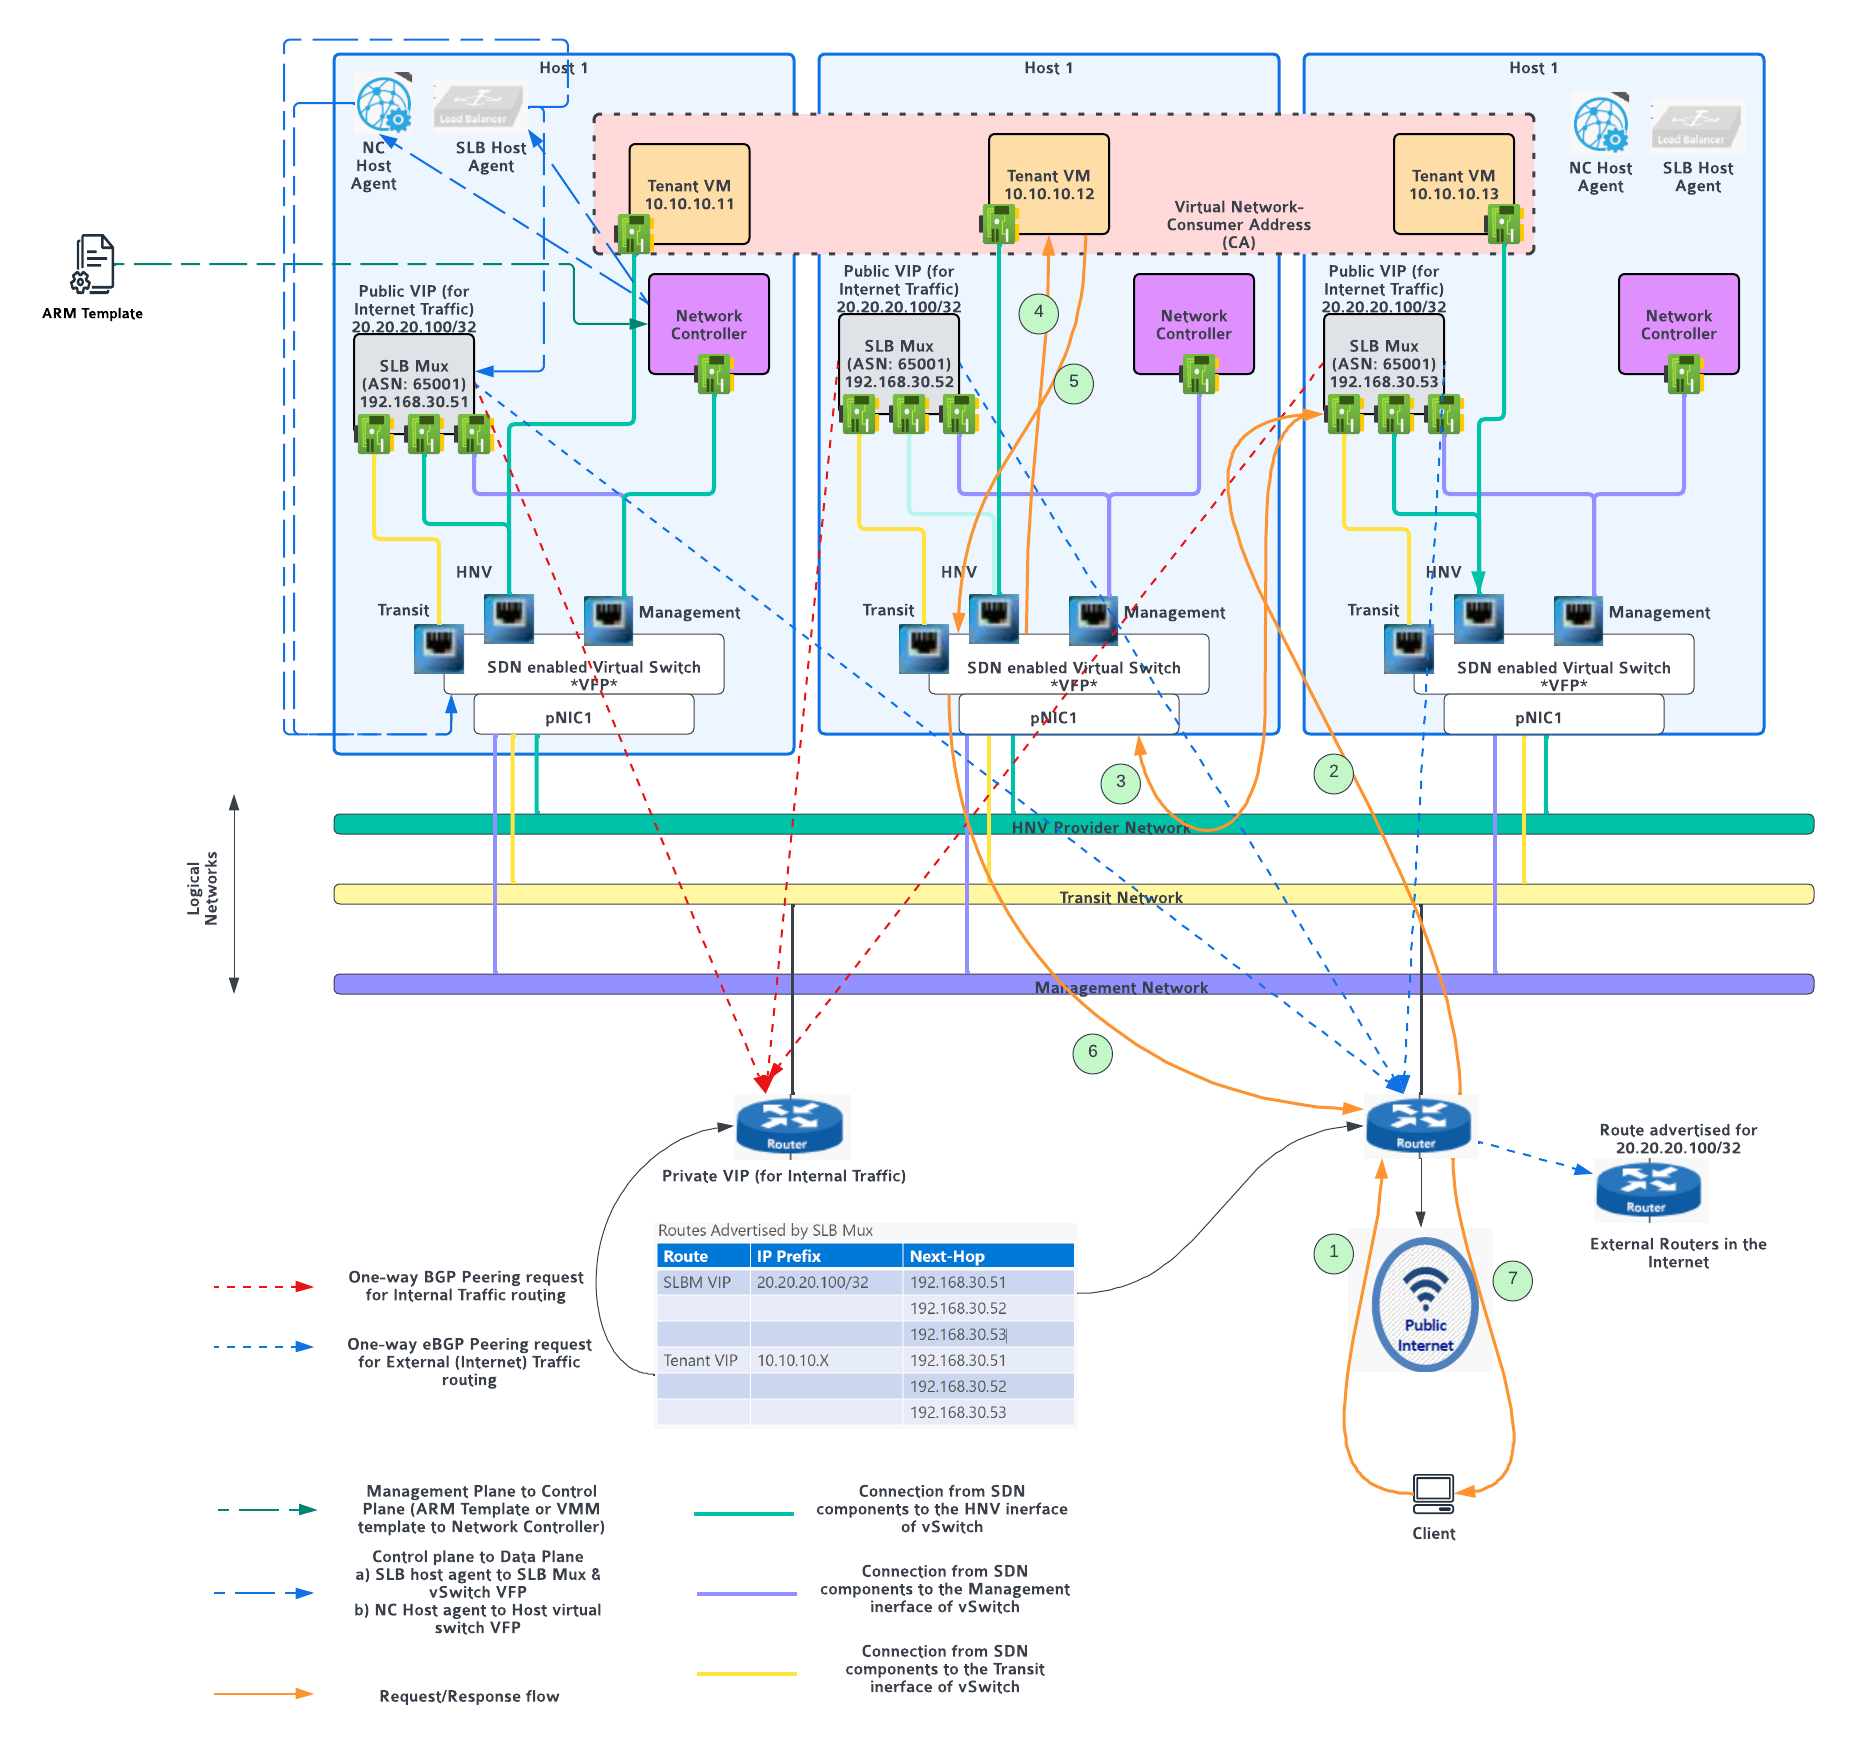 Host 1
Host 1
Host 1
Load Balancer
NC
Host
Agent
SLB Host
Agent
Load Balancer
NC Host
Agent
SLB Host
Agent
Tenant VM
10.10.10.11
Tenant VM
10.10.10.12
Tenant VM
10.10.10.13
Virtual Network-
Consumer Address
(CA)
ARM Template
Public VIP (for
Internet Traffic)
20.20.20.100/32
SLB Mux
(ASN: 65001)
192.168.30.51
Network
Controller
Public VIP (for
Internet Traffic)
20.20.20.100/32
SLB Mux
(ASN: 65001)
192.168.30.52
4
5
Network
Controller
Public VIP (for
Internet Traffic)
20.20.20.100/32
SLB Mux
(ASN: 65001)
192.168.30.53
Network
Controller
HNV
Transit
Management
SDN enabled Virtual Switch
*VFP*
pNIC1
HNV
Transit
Management
SDN enabled Virtual Switch
*VFP*
pNIC1
HNV
Transit
Management
SDN enabled Virtual Switch
*VFP*
pNIC1
3
2
Logical
Networks
HNV Provider Network
Transit Network
Management Network
6
Router
Private VIP (for Internal Traffic)
Router
Route advertised for
20.20.20.100/32
Router
External Routers in the
Internet
1
7
Public
Internet
Client
Routes Advertised by SLB Mux
Route IP Prefix Next-Hop
SLBM VIP 20.20.20.100/32 192.168.30.51
192.168.30.52
192.168.30.53
Tenant VIP 10.10.10.X 192.168.30.51
192.168.30.52
192.168.30.53
One-way BGP Peering request
for Internal Traffic routing
One-way eBGP Peering request
for External (Internet) Traffic
routing
Management Plane to Control
Plane (ARM Template or VMM
template to Network Controller)
Control plane to Data Plane
a) SLB host agent to SLB Mux &
vSwitch VFP
b) NC Host agent to Host virtual
switch VFP
Request/Response flow
Connection from SDN
components to the HNV inerface
of vSwitch
Connection from SDN
components to the Management
inerface of vSwitch
Connection from SDN
components to the Transit
inerface of vSwitch